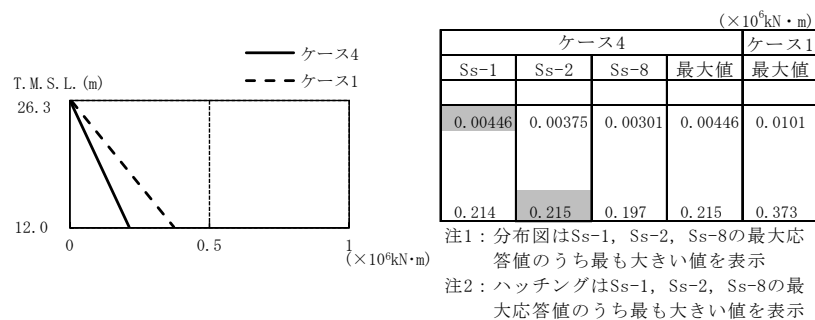 ケース4
ケース1
T.M.S.L.(m)
26.3
12.0
0
0.5
1
(×10⁶kN・m)
(×10⁶kN・m)
ケース4 ケース1
Ss-1 Ss-2 Ss-8 最大値 最大値
0.00446 0.00375 0.00301 0.00446 0.0101
0.214 0.215 0.197 0.215 0.373
注1：分布図はSs-1, Ss-2, Ss-8の最大応
答値のうち最も大きい値を表示
注2：ハッチングはSs-1, Ss-2, Ss-8の最
大応答値のうち最も大きい値を表示